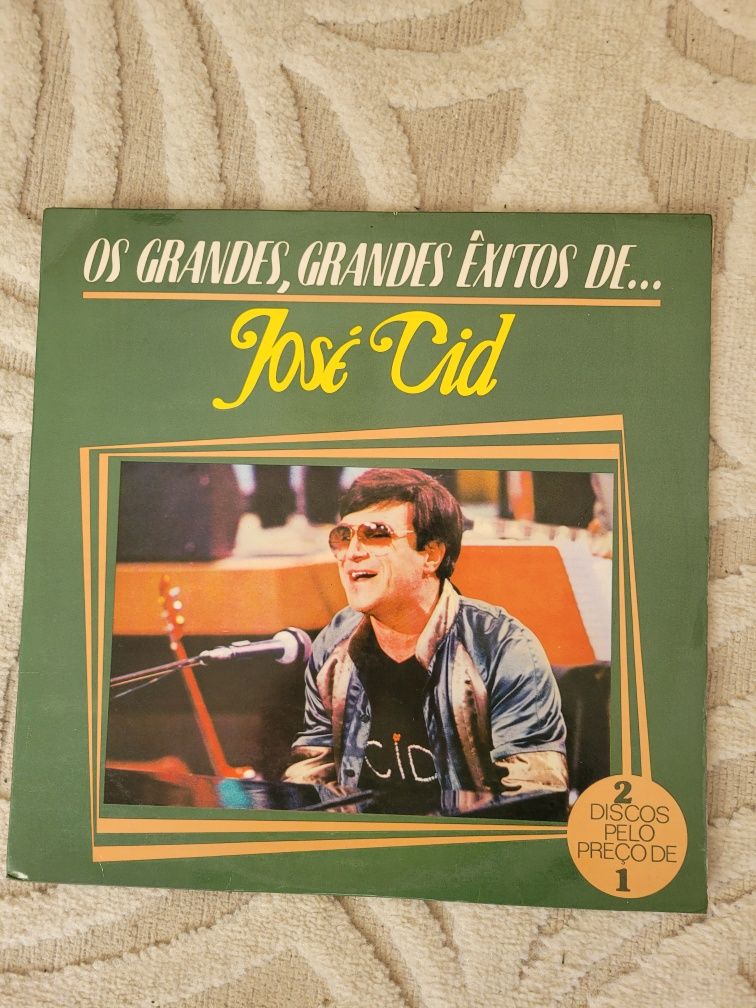 OS GRANDES, GRANDES ÊXITOS DE...
José Cid
CID
2
DISCOS
PELO
PREÇO DE
1